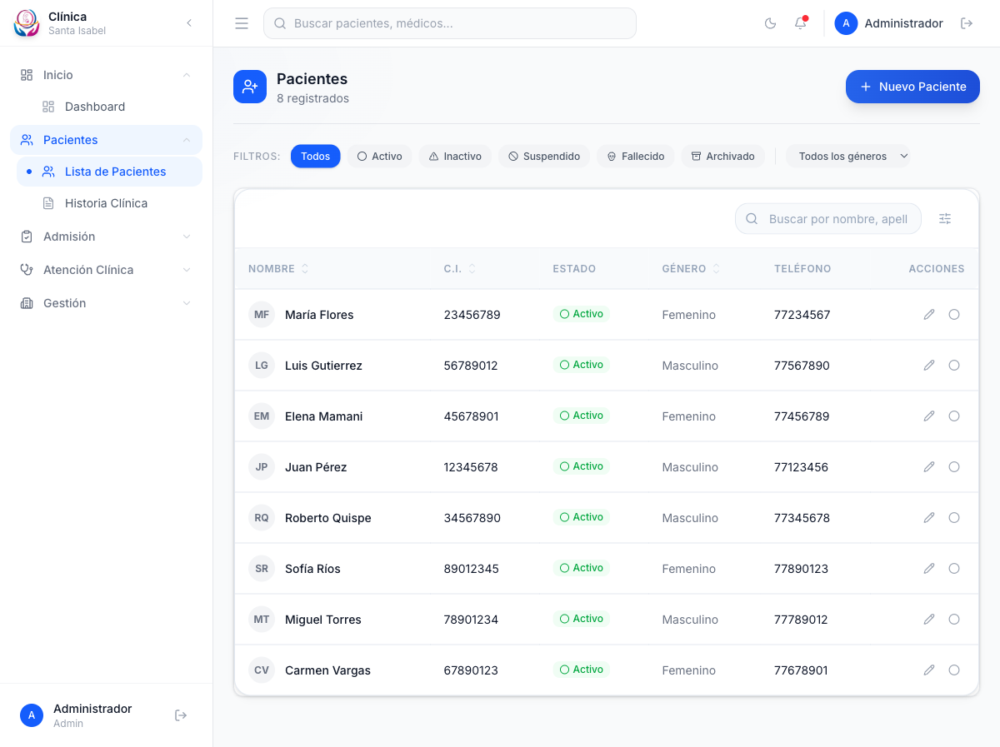 Clínica
Santa Isabel
Buscar pacientes, médicos...
A
Administrador
Inicio
Dashboard
Pacientes
Lista de Pacientes
Historia Clínica
Admisión
Atención Clínica
Gestión
A
Administrador
Admin
Pacientes
8 registrados
Nuevo Paciente
FILTROS:
Todos
Activo
Inactivo
Suspendido
Fallecido
Archivado
Todos los géneros
Buscar por nombre, apell
NOMBRE C.I. ESTADO GÉNERO TELÉFONO ACCIONES
MF María Flores 23456789 Activo Femenino 77234567
LG Luis Gutierrez 56789012 Activo Masculino 77567890
EM Elena Mamani 45678901 Activo Femenino 77456789
JP Juan Pérez 12345678 Activo Masculino 77123456
RQ Roberto Quispe 34567890 Activo Masculino 77345678
SR Sofía Ríos 89012345 Activo Femenino 77890123
MT Miguel Torres 78901234 Activo Masculino 77789012
CV Carmen Vargas 67890123 Activo Femenino 77678901